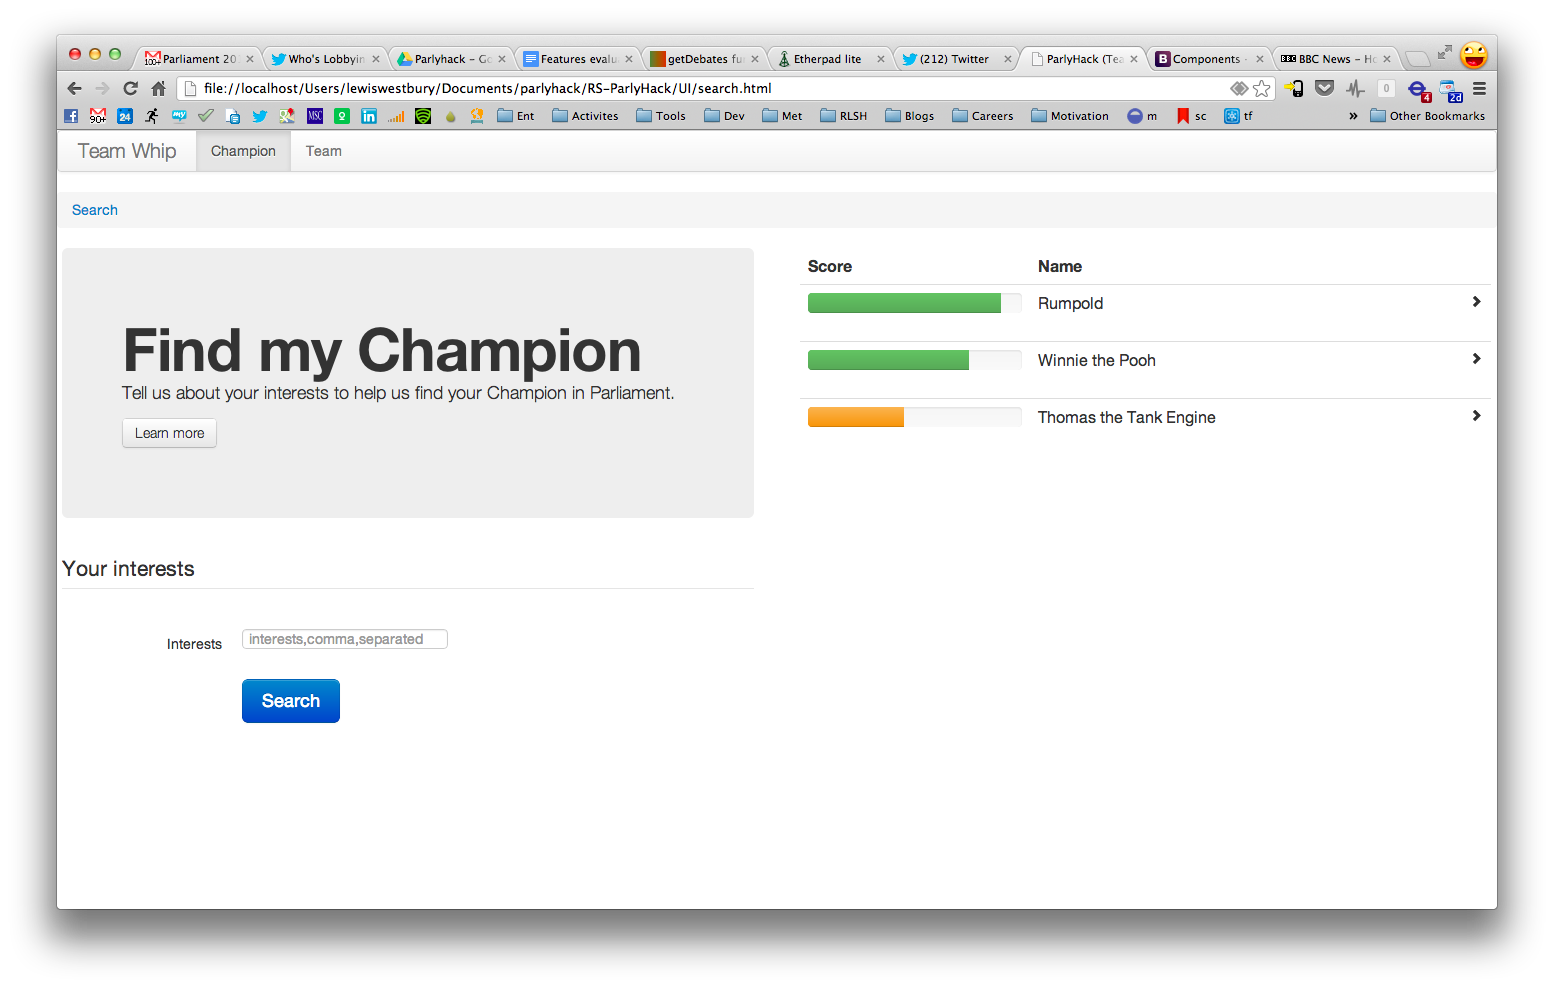 Parliament 20
Who's Lobbyin
Parlyhack – Go
Features evalu
getDebates fu
Etherpad lite
(212) Twitter
ParlyHack (Tea
Components -
BBC News – Ho
file://localhost/Users/lewiswestbury/Documents/parlyhack/RS-ParlyHack/UI/search.html
Ent Activites Tools Dev Met RLSH Blogs Careers Motivation m sc tf » Other Bookmarks
Team Whip Champion Team
Search
Find my Champion
Tell us about your interests to help us find your Champion in Parliament.
Learn more
Score Name
Rumpold
Winnie the Pooh
Thomas the Tank Engine
Your interests
Interests interests,comma,separated
Search